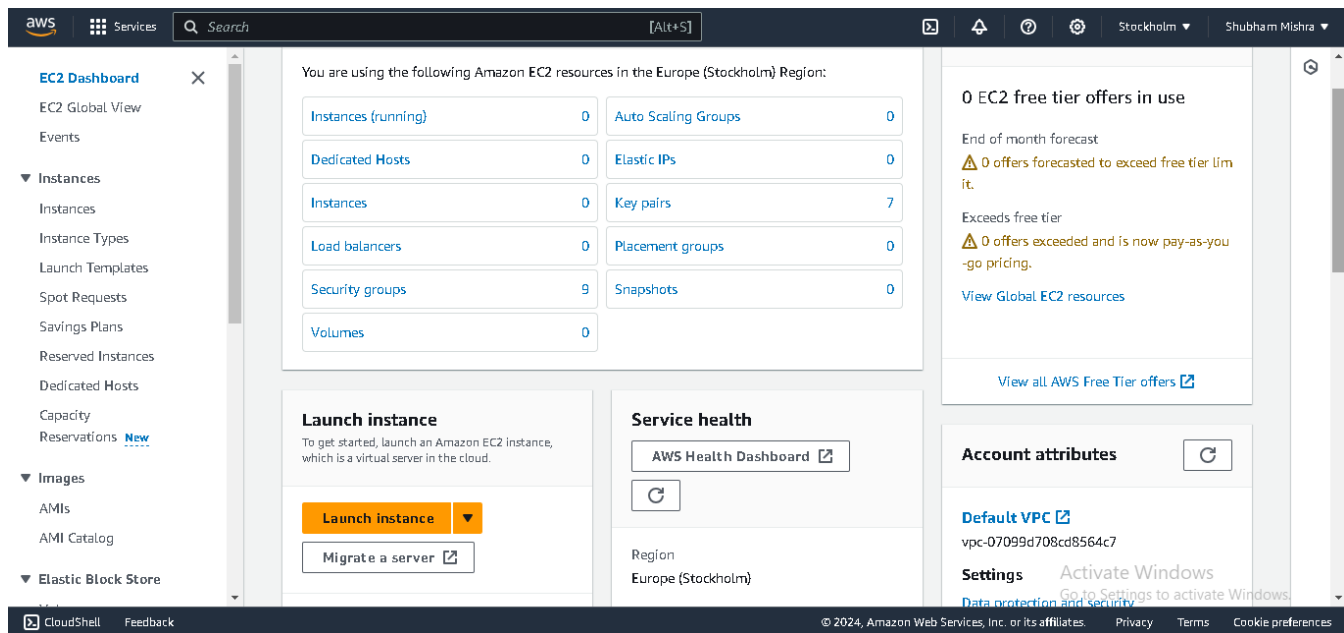 aws
Services
Search
[Alt+S]
Stockholm
Shubham Mishra
EC2 Dashboard
EC2 Global View
Events
Instances
Instances
Instance Types
Launch Templates
Spot Requests
Savings Plans
Reserved Instances
Dedicated Hosts
Capacity
Reservations New
Images
AMIs
AMI Catalog
Elastic Block Store
You are using the following Amazon EC2 resources in the Europe (Stockholm) Region:
Instances (running) 0
Auto Scaling Groups 0
Dedicated Hosts 0
Elastic IPs 0
Instances 0
Key pairs 7
Load balancers 0
Placement groups 0
Security groups 9
Snapshots 0
Volumes 0
Launch instance
To get started, launch an Amazon EC2 instance,
which is a virtual server in the cloud.
Launch instance
Migrate a server
Service health
AWS Health Dashboard
Region
Europe (Stockholm)
0 EC2 free tier offers in use
End of month forecast
0 offers forecasted to exceed free tier lim
it.
Exceeds free tier
0 offers exceeded and is now pay-as-you
-go pricing.
View Global EC2 resources
View all AWS Free Tier offers
Account attributes
Default VPC
vpc-07099d708cd8564c7
Settings
Data protection and security
Activate Windows
Go to Settings to activate Windows.
CloudShell
Feedback
© 2024, Amazon Web Services, Inc. or its affiliates.
Privacy
Terms
Cookie preferences